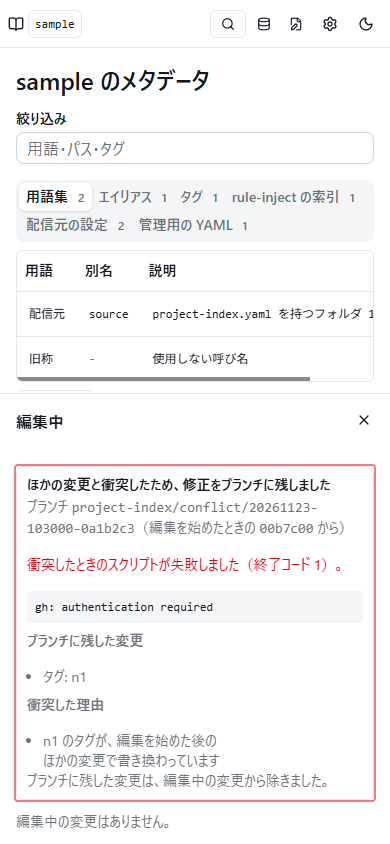 sample
sample のメタデータ
絞り込み
用語・パス・タグ
用語集 2 エイリアス 1 タグ 1 rule-inject の索引 1
配信元の設定 2 管理用の YAML 1
用語 別名 説明
配信元 source project-index.yaml を持つフォルダ 1
旧称 - 使用しない呼び名
編集中
ほかの変更と衝突したため、修正をブランチに残しました
ブランチ project-index/conflict/20261123-
103000-0a1b2c3（編集を始めたときの 00b7c00 から）
衝突したときのスクリプトが失敗しました（終了コード 1）。
gh: authentication required
ブランチに残した変更
• タグ: n1
衝突した理由
• n1 のタグが、編集を始めた後の
ほかの変更で書き換わっています
ブランチに残した変更は、編集中の変更から除きました。
編集中の変更はありません。